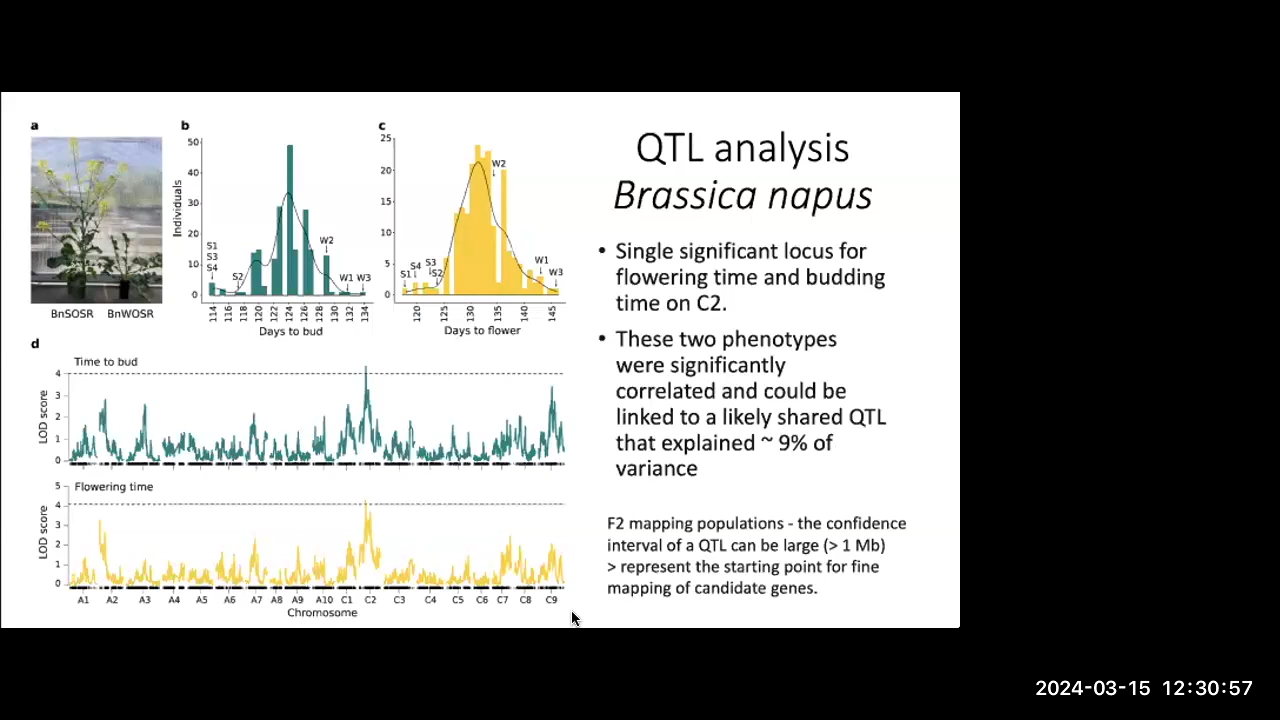 a
b
c
QTL analysis
Brassica napus
50
40
30
20
10
0
Individuals
S1
S3
S4
S2
W2
W1 W3
114
116
118
120
122
124
126
128
130
132
134
Days to bud
25
20
15
10
5
0
S1
S4
S3
S2
W2
W1
W3
120
125
130
135
140
145
Days to flower
BnSOSR BnWOSR
• Single significant locus for
flowering time and budding
time on C2.
• These two phenotypes
were significantly
correlated and could be
linked to a likely shared QTL
that explained ~ 9% of
variance
d
Time to bud
4
3
2
1
0
LOD score
Flowering time
5
4
3
2
1
0
LOD score
A1 A2 A3 A4 A5 A6 A7 A8 A9 A10 C1 C2 C3 C4 C5 C6 C7 C8 C9
Chromosome
F2 mapping populations - the confidence
interval of a QTL can be large (> 1 Mb)
> represent the starting point for fine
mapping of candidate genes.
2024-03-15 12:30:57